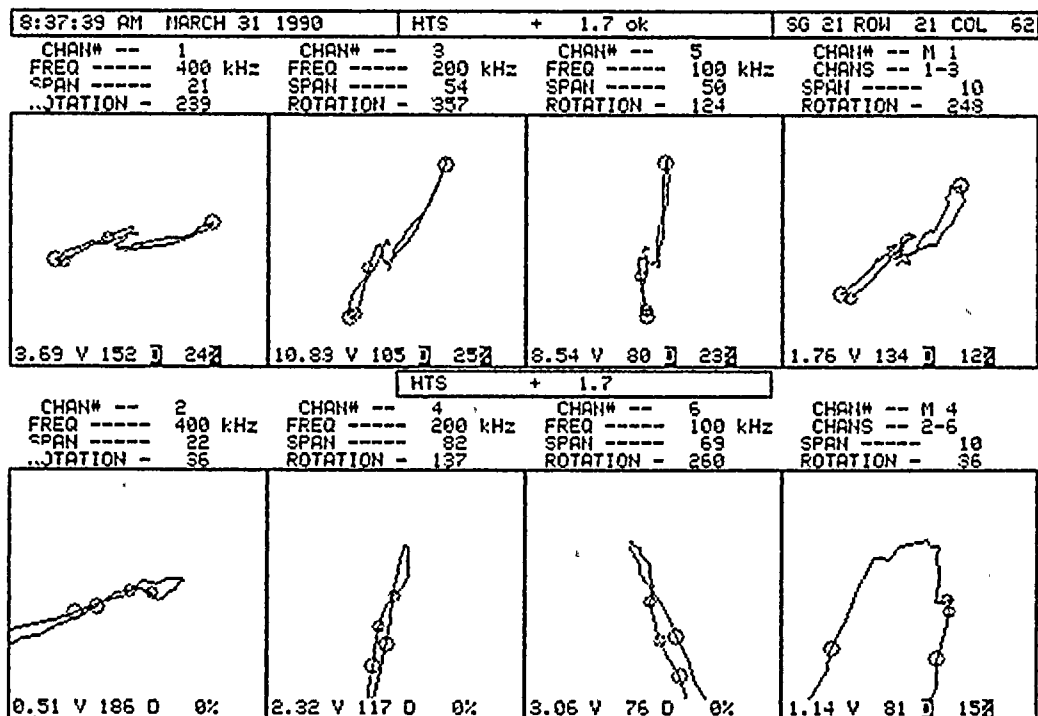 8:37:39 AM MARCH 31 1990 HTS + 1.7 ok SG 21 ROW 21 COL 62
CHAN# -- 1 CHAN# -- 3 CHAN# -- 5 CHAN# -- M 1
FREQ ----- 400 kHz FREQ ----- 200 kHz FREQ ----- 100 kHz CHANS -- 1-3
SPAN ----- 21 SPAN ----- 54 SPAN ----- 50 SPAN ----- 10
ROTATION - 239 ROTATION - 357 ROTATION - 124 ROTATION - 248
3.69 V 152 D 24% 10.83 V 105 D 25% 8.54 V 80 D 23% 1.76 V 134 D 12%
HTS + 1.7
CHAN# -- 2 CHAN# -- 4 CHAN# -- 6 CHAN# -- M 4
FREQ ----- 400 kHz FREQ ----- 200 kHz FREQ ----- 100 kHz CHANS -- 2-6
SPAN ----- 22 SPAN ----- 82 SPAN ----- 69 SPAN ----- 10
ROTATION - 36 ROTATION - 137 ROTATION - 260 ROTATION - 36
0.51 V 186 D 0% 2.32 V 117 D 0% 3.06 V 76 D 0% 1.14 V 81 D 15%